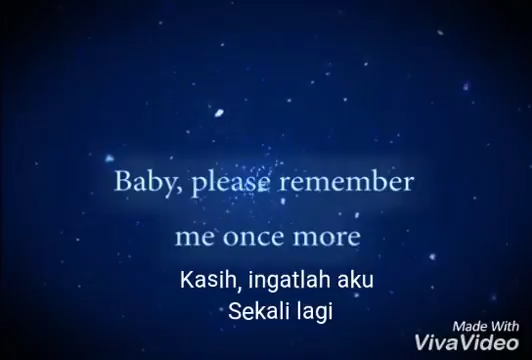 Baby, please remember
me once more
Kasih, ingatlah aku
Sekali lagi
Made With
VivaVideo